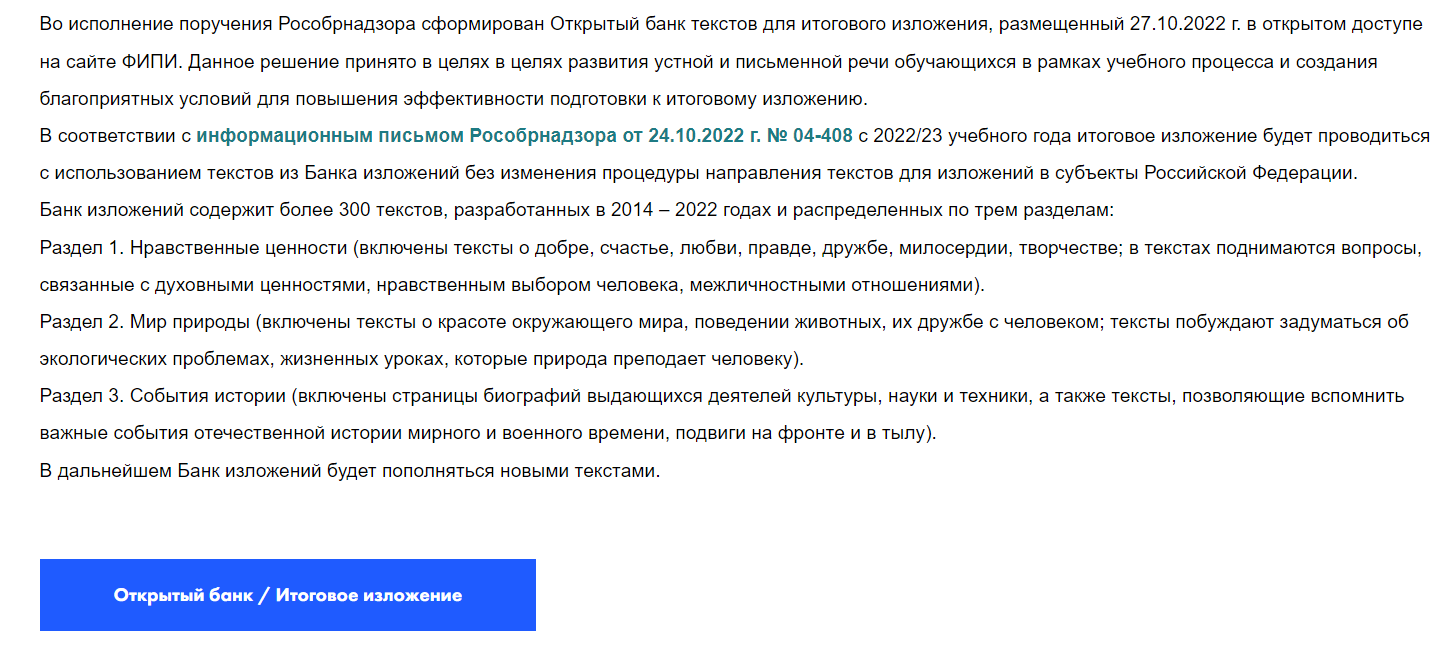 Во исполнение поручения Рособрнадзора сформирован Открытый банк текстов для итогового изложения, размещенный 27.10.2022 г. в открытом доступе
на сайте ФИПИ. Данное решение принято в целях в целях развития устной и письменной речи обучающихся в рамках учебного процесса и создания
благоприятных условий для повышения эффективности подготовки к итоговому изложению.
В соответствии с информационным письмом Рособрнадзора от 24.10.2022 г. № 04-408 с 2022/23 учебного года итоговое изложение будет проводиться
с использованием текстов из Банка изложений без изменения процедуры направления текстов для изложений в субъекты Российской Федерации.
Банк изложений содержит более 300 текстов, разработанных в 2014 – 2022 годах и распределенных по трем разделам:
Раздел 1. Нравственные ценности (включены тексты о добре, счастье, любви, правде, дружбе, милосердии, творчестве; в текстах поднимаются вопросы,
связанные с духовными ценностями, нравственным выбором человека, межличностными отношениями).
Раздел 2. Мир природы (включены тексты о красоте окружающего мира, поведении животных, их дружбе с человеком; тексты побуждают задуматься об
экологических проблемах, жизненных уроках, которые природа преподает человеку).
Раздел 3. События истории (включены страницы биографий выдающихся деятелей культуры, науки и техники, а также тексты, позволяющие вспомнить
важные события отечественной истории мирного и военного времени, подвиги на фронте и в тылу).
В дальнейшем Банк изложений будет пополняться новыми текстами.
Открытый банк / Итоговое изложение